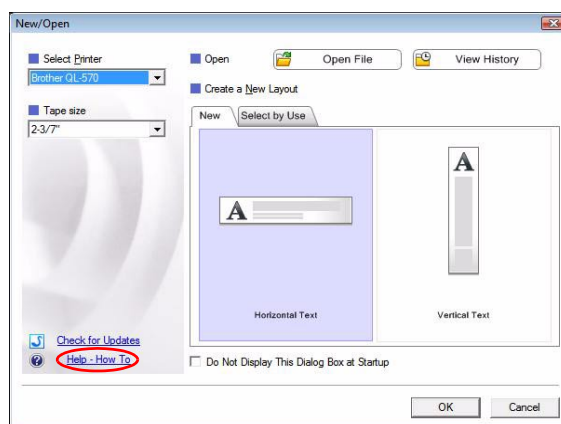 New/Open
Select Printer
Brother QL-570
Tape size
2-3/7"
Check for Updates
Help - How To
Open
Open File
View History
Create a New Layout
New
Select by Use
A
Horizontal Text
A
Vertical Text
Do Not Display This Dialog Box at Startup
OK
Cancel